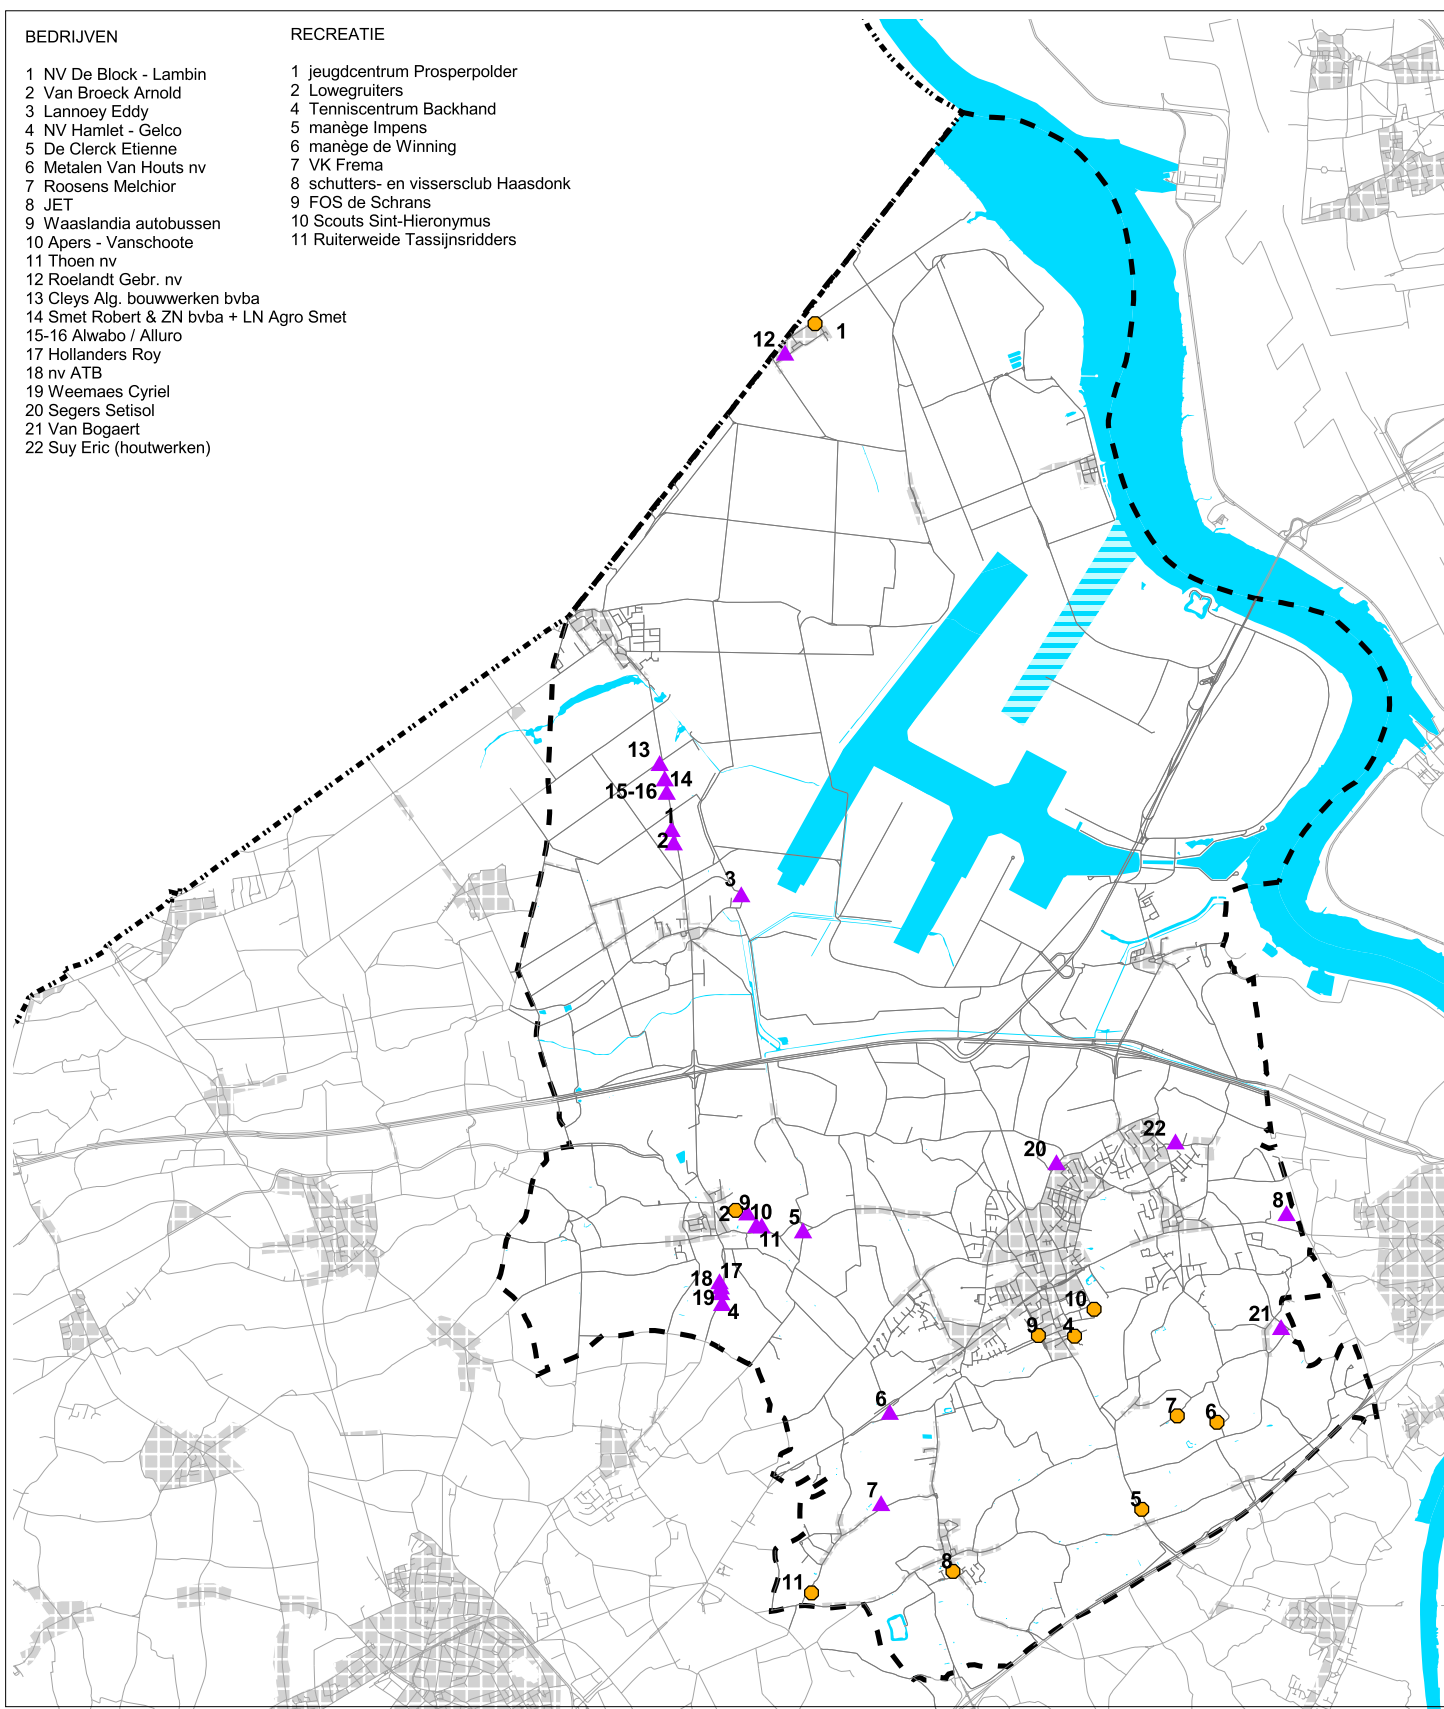 BEDRIJVEN
1 NV De Block - Lambin
2 Van Broeck Arnold
3 Lannoey Eddy
4 NV Hamlet - Gelco
5 De Clerck Etienne
6 Metalen Van Houts nv
7 Roosens Melchior
8 JET
9 Waaslandia autobussen
10 Apers - Vanschoote
11 Thoen nv
12 Roelandt Gebr. nv
13 Cleys Alg. bouwwerken bvba
14 Smet Robert & ZN bvba + LN Agro Smet
15-16 Alwabo / Alluro
17 Hollanders Roy
18 nv ATB
19 Weemaes Cyriel
20 Segers Setisol
21 Van Bogaert
22 Suy Eric (houtwerken)
RECREATIE
1 jeugdcentrum Prosperpolder
2 Lowegruiters
4 Tenniscentrum Backhand
5 manège Impens
6 manège de Winning
7 VK Frema
8 schutters- en vissersclub Haasdonk
9 FOS de Schrans
10 Scouts Sint-Hieronymus
11 Ruiterweide Tassijnsridders
12
1
13
14
15-16
1
2
3
22
20
9
2
10
8
5
11
17
18
19
4
10
21
9
4
6
7
6
7
5
8
11